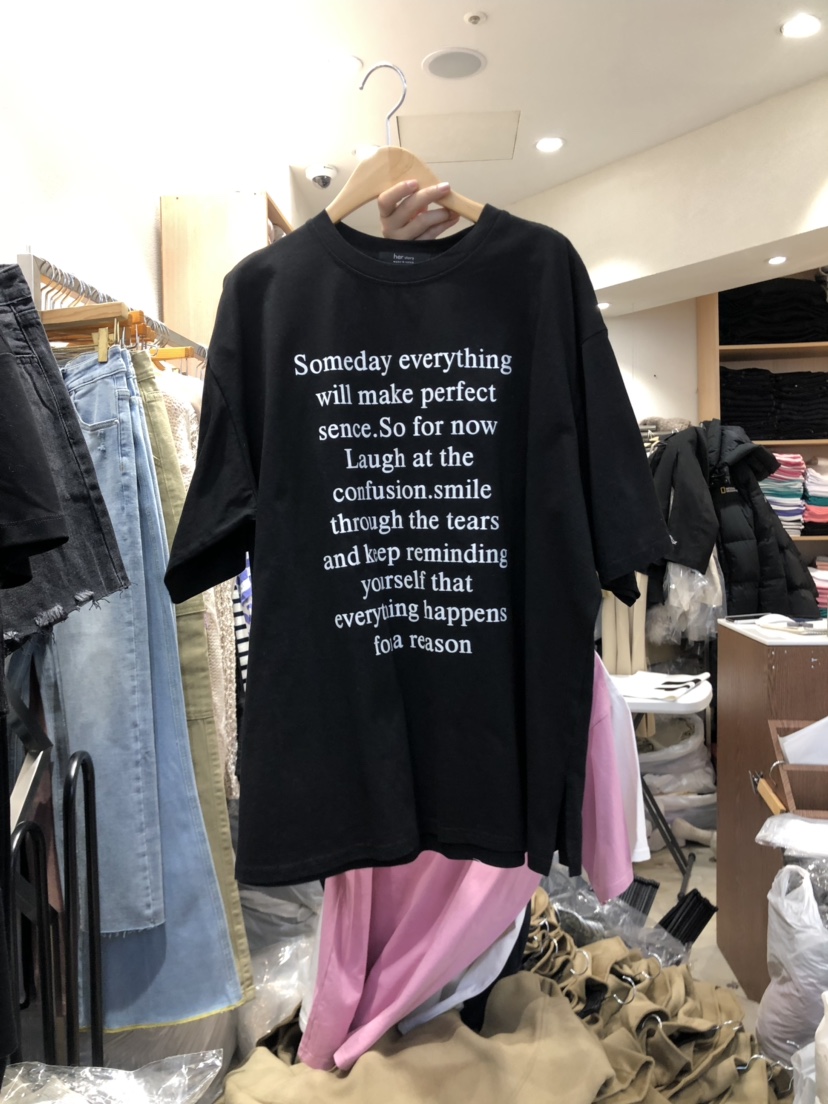 her
Someday everything
will make perfect
sence.So for now
Laugh at the
confusion.smile
through the tears
and keep reminding
yourself that
everything happens
for a reason